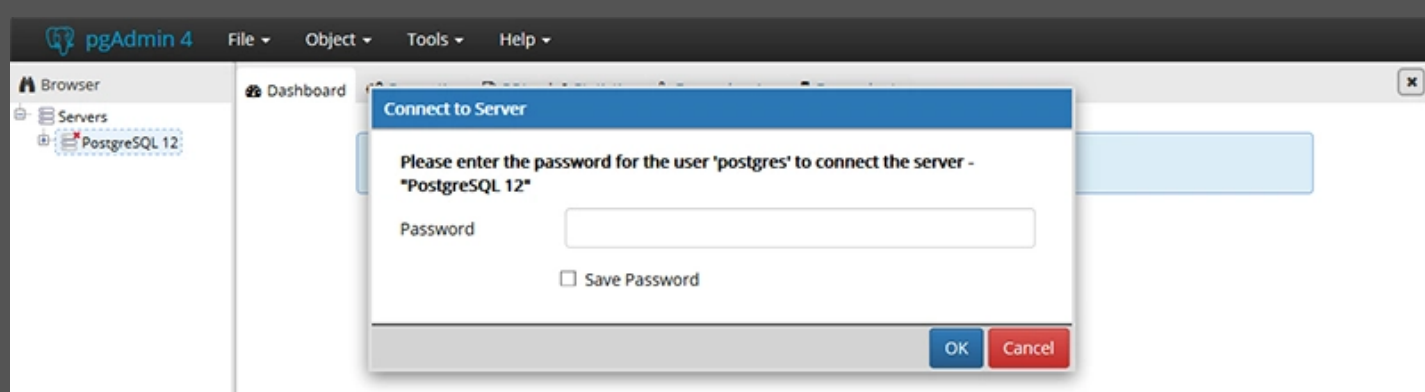 pgAdmin 4 File Object Tools Help
Browser
Dashboard
Servers
PostgreSQL 12
Connect to Server
Please enter the password for the user 'postgres' to connect the server -
"PostgreSQL 12"
Password
Save Password
OK Cancel